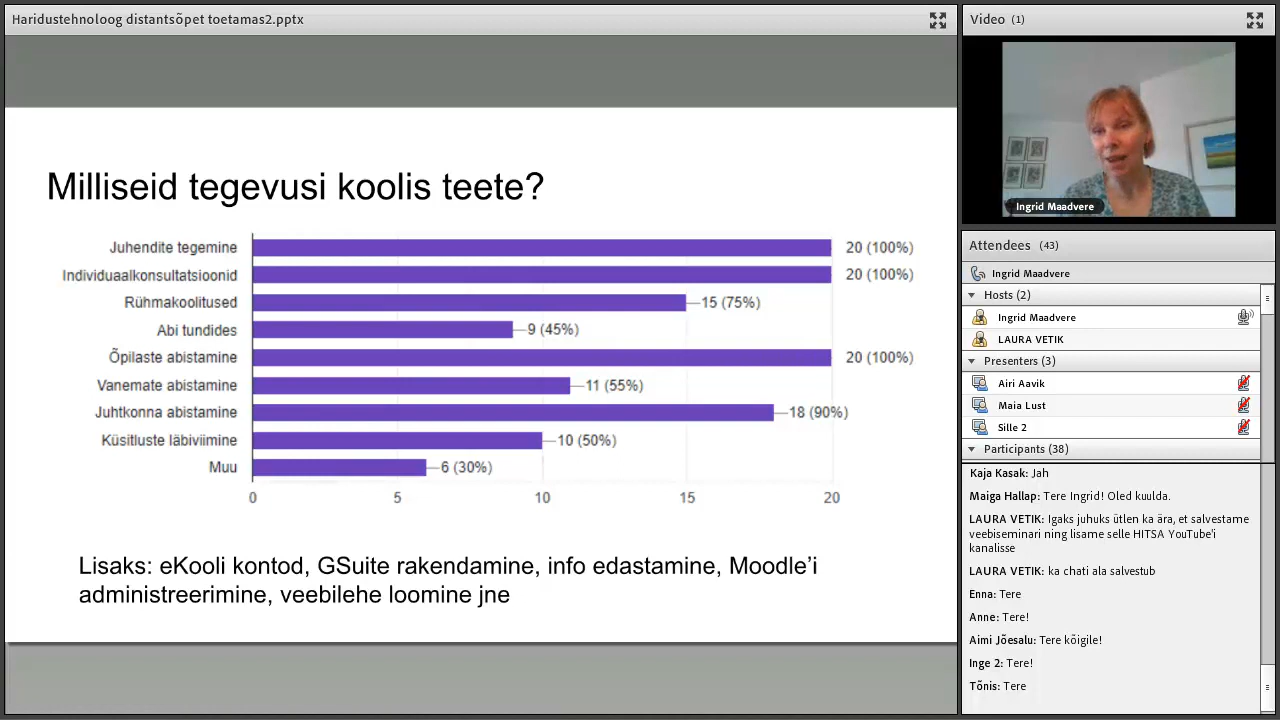 Haridustehnoloog distantsõpet toetamas2.pptx
Milliseid tegevusi koolis teete?
Juhendite tegemine 20 (100%)
Individuaalkonsultatsioonid 20 (100%)
Rühmakoolitused 15 (75%)
Abi tundides 9 (45%)
Õpilaste abistamine 20 (100%)
Vanemate abistamine 11 (55%)
Juhtkonna abistamine 18 (90%)
Küsitluste läbiviimine 10 (50%)
Muu 6 (30%)
0 5 10 15 20
Lisaks: eKooli kontod, GSuite rakendamine, info edastamine, Moodle’i
administreerimine, veebilehe loomine jne
Video (1)
Ingrid Maadvere
Attendees (43)
Ingrid Maadvere
Hosts (2)
Ingrid Maadvere
LAURA VETIK
Presenters (3)
Airi Aavik
Maia Lust
Sille 2
Participants (38)
Kaja Kasak: Jah
Maiga Hallap: Tere Ingrid! Oled kuulda.
LAURA VETIK: Igaks juhuks ütlen ka ära, et salvestame
veebiseminari ning lisame selle HITSA YouTube'i
kanalisse
LAURA VETIK: ka chati ala salvestub
Enna: Tere
Anne: Tere!
Aimi Jõesalu: Tere kõigile!
Inge 2: Tere!
Tõnis: Tere